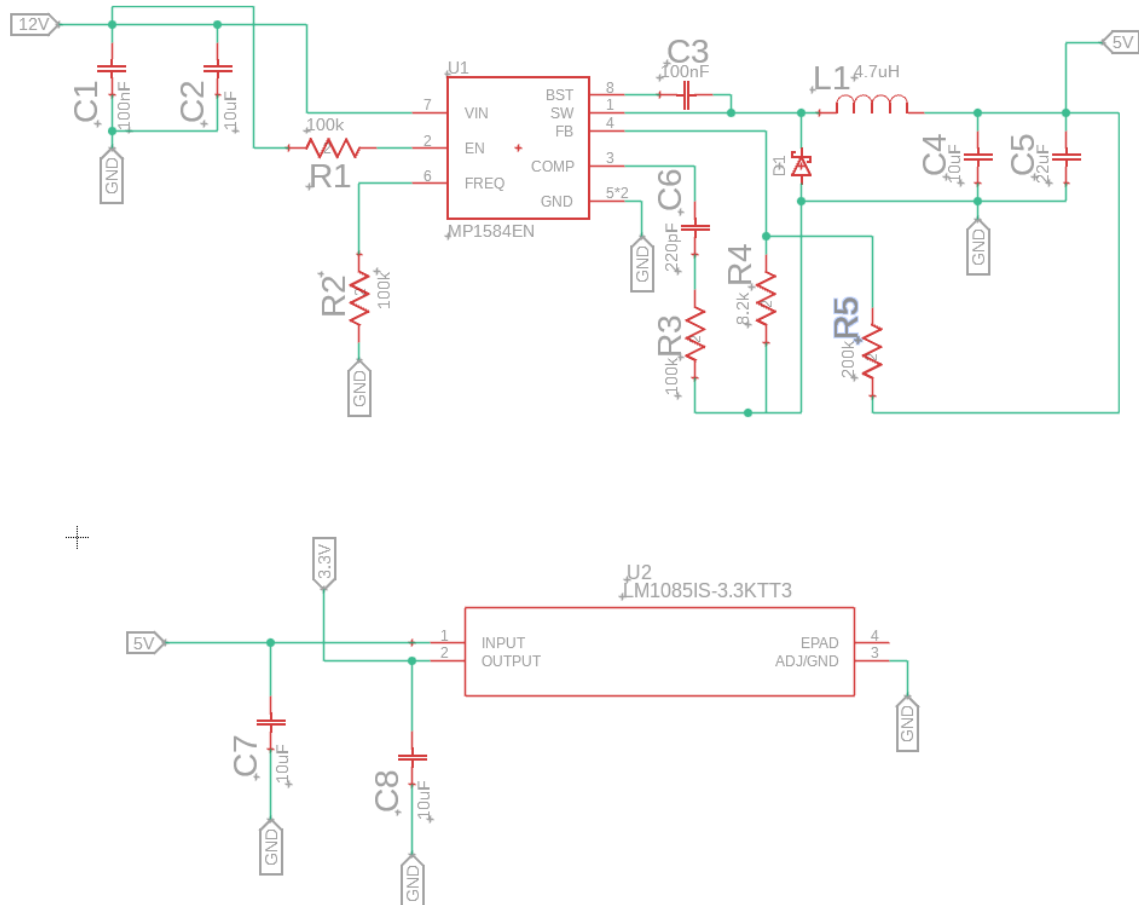 12V
C1
100nF
C2
10uF
GND
100k
R1
U1
7
VIN
2
EN
6
FREQ
BST
8
SW
1
FB
4
COMP
3
GND
5*2
MP1584EN
R2
100k
GND
GND
C3
100nF
C6
220pF
R3
100k
R4
8.2k
D1
L1
4.7uH
R5
200k
C4
10uF
C5
22uF
GND
5V
3.3V
5V
C7
10uF
GND
C8
10uF
GND
U2
LM1085IS-3.3KTT3
1
INPUT
2
OUTPUT
EPAD
4
ADJ/GND
3
GND